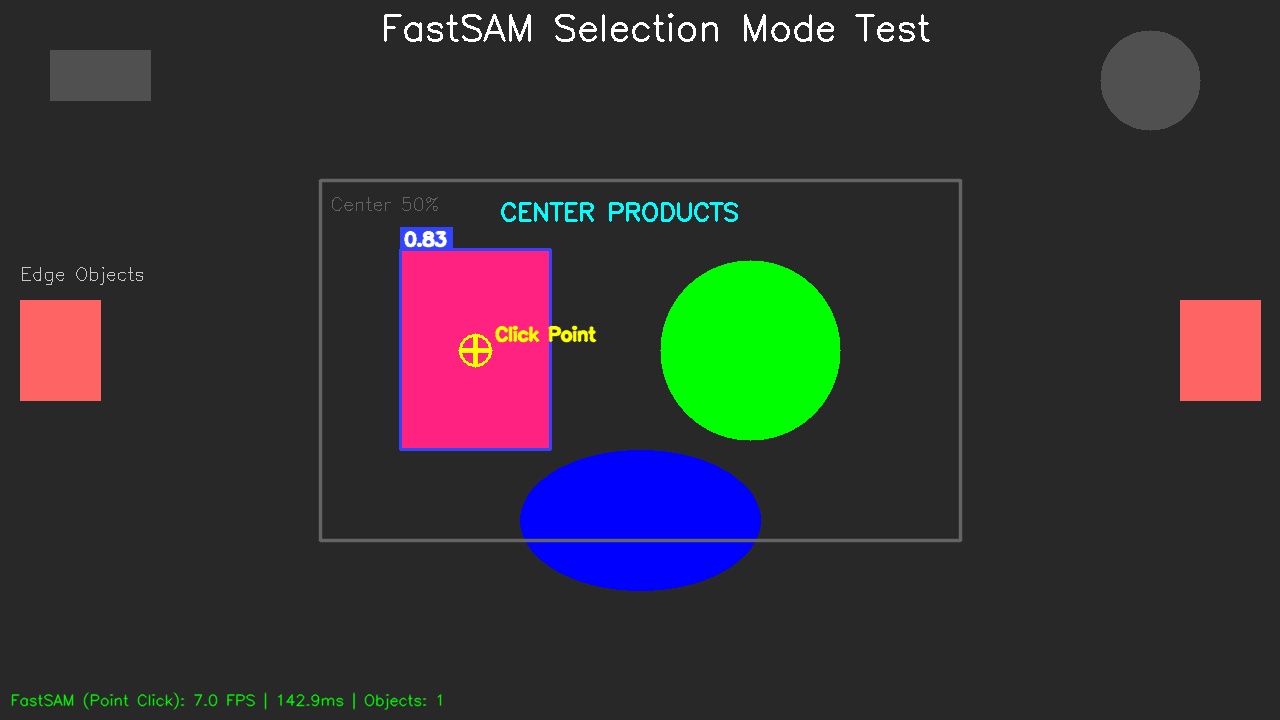 FastSAM Selection Mode Test
Center 50%
CENTER PRODUCTS
0.83
Edge Objects
Click Point
FastSAM (Point Click): 7.0 FPS | 142.9ms | Objects: 1